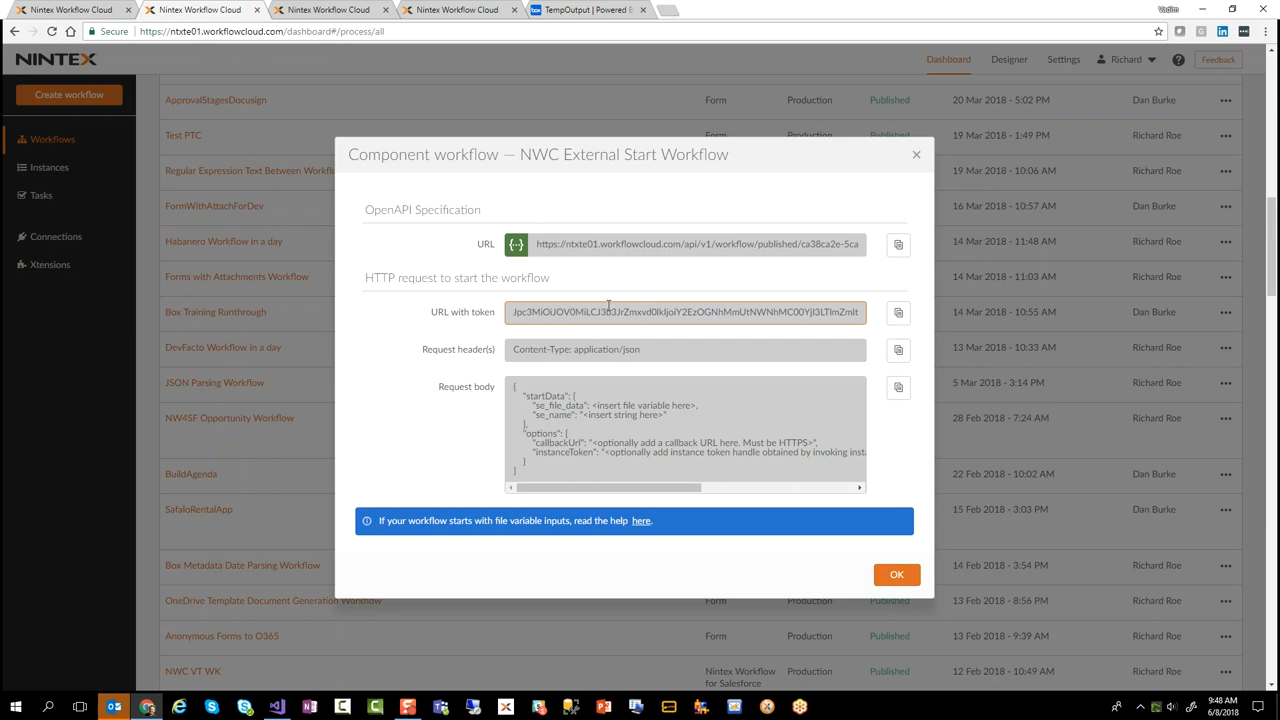 Nintex Workflow Cloud
Nintex Workflow Cloud
Nintex Workflow Cloud
Nintex Workflow Cloud
TempOutput | Powered
Vadim
Secure | https://ntxte01.workflowcloud.com/dashboard#/process/all
NINTEX
Dashboard Designer Settings Richard Feedback
Create workflow
Workflows
Instances
Tasks
Connections
Xtensions
ApprovalStagesDocusign Form Production Published 20 Mar 2018 - 5:02 PM Dan Burke
Test PTC Form Production Published 19 Mar 2018 - 1:49 PM Richard Roe
Regular Expression Text Between Workflo 19 Mar 2018 - 10:06 AM Richard Roe
FormWithAttachForDev 16 Mar 2018 - 10:57 AM Richard Roe
Habanero Workflow in a day 14 Mar 2018 - 11:48 AM Richard Roe
Forms with Attachments Workflow 14 Mar 2018 - 11:03 AM Richard Roe
Box Training Runthrough 14 Mar 2018 - 10:30 AM Richard Roe
DevFacto Workflow in a day 13 Mar 2018 - 10:33 AM Richard Roe
JSON Parsing Workflow 5 Mar 2018 - 3:14 PM Richard Roe
NW4SF Opportunity Workflow 28 Feb 2018 - 7:24 AM Richard Roe
BuildAgenda 22 Feb 2018 - 10:02 AM Dan Burke
SafaloRentalApp 15 Feb 2018 - 3:03 PM Dan Burke
Box Metadata Date Parsing Workflow 14 Feb 2018 - 3:54 PM Richard Roe
OneDrive Template Document Generation Workflow Form Production Published 13 Feb 2018 - 8:56 PM Richard Roe
Anonymous Forms to O365 Form Production Published 13 Feb 2018 - 9:39 AM Richard Roe
NWC VT WK Nintex Workflow Production Published 12 Feb 2018 - 10:49 AM Richard Roe
for Salesforce
Component workflow — NWC External Start Workflow
OpenAPI Specification
URL https://ntxte01.workflowcloud.com/api/v1/workflow/published/ca38ca2e-5ca
HTTP request to start the workflow
URL with token
Request header(s) Content-Type: application/json
Request body
{
"startData": {
"se_file_data": <insert file variable here>,
"se_name": "<insert string here>"
},
"options": {
"callbackUrl": "<optionally add a callback URL here. Must be HTTPS>",
"instanceToken": "<optionally add instance token handle obtained by invoking inst
}
}
If your workflow starts with file variable inputs, read the help here.
OK
9:48 AM
6/8/2018